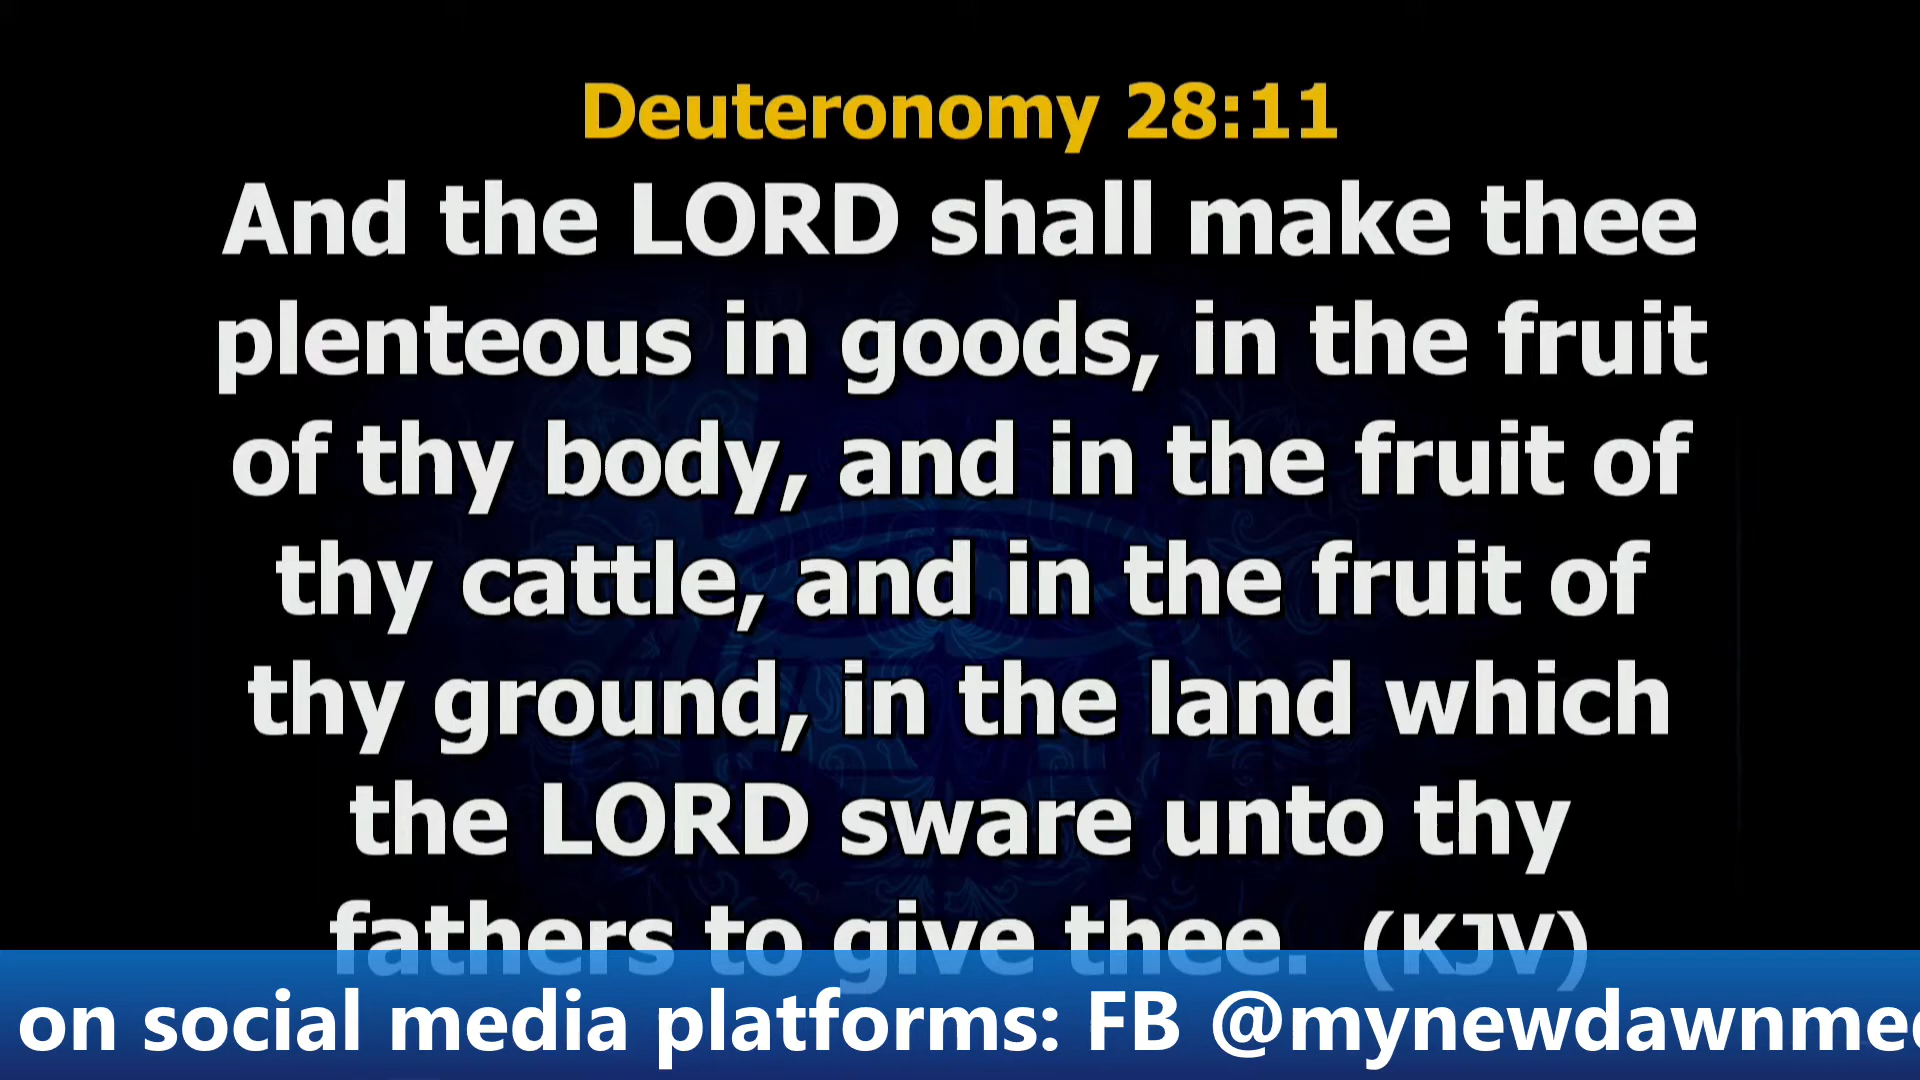 Deuteronomy 28:11
And the LORD shall make thee
plenteous in goods, in the fruit
of thy body, and in the fruit of
thy cattle, and in the fruit of
thy ground, in the land which
the LORD sware unto thy
fathers to give thee. (KJV)
on social media platforms: FB